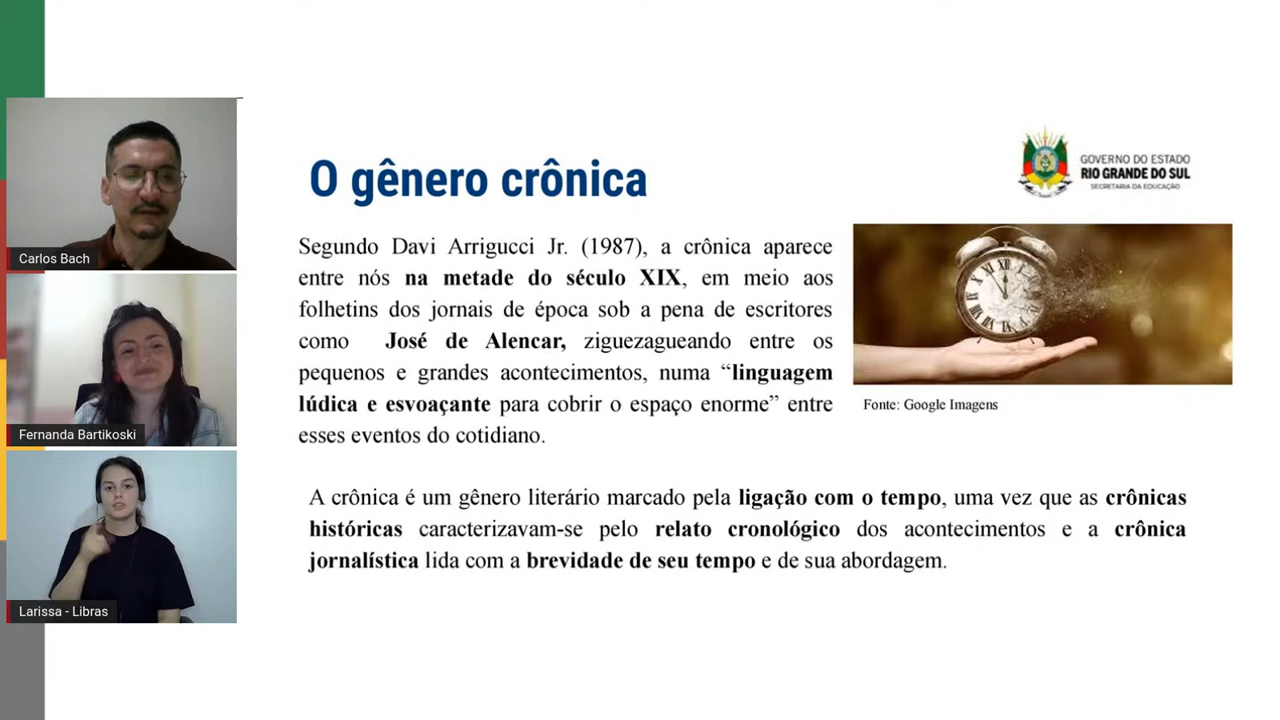 O gênero crônica
GOVERNO DO ESTADO
RIO GRANDE DO SUL
SECRETARIA DA EDUCAÇÃO
Segundo Davi Arrigucci Jr. (1987), a crônica aparece
entre nós na metade do século XIX, em meio aos
folhetins dos jornais de época sob a pena de escritores
como José de Alencar, ziguezagueando entre os
pequenos e grandes acontecimentos, numa “linguagem
lúdica e esvoaçante para cobrir o espaço enorme” entre
esses eventos do cotidiano.
Fonte: Google Imagens
A crônica é um gênero literário marcado pela ligação com o tempo, uma vez que as crônicas
históricas caracterizavam-se pelo relato cronológico dos acontecimentos e a crônica
jornalística lida com a brevidade de seu tempo e de sua abordagem.
Carlos Bach
Fernanda Bartikoski
Larissa - Libras